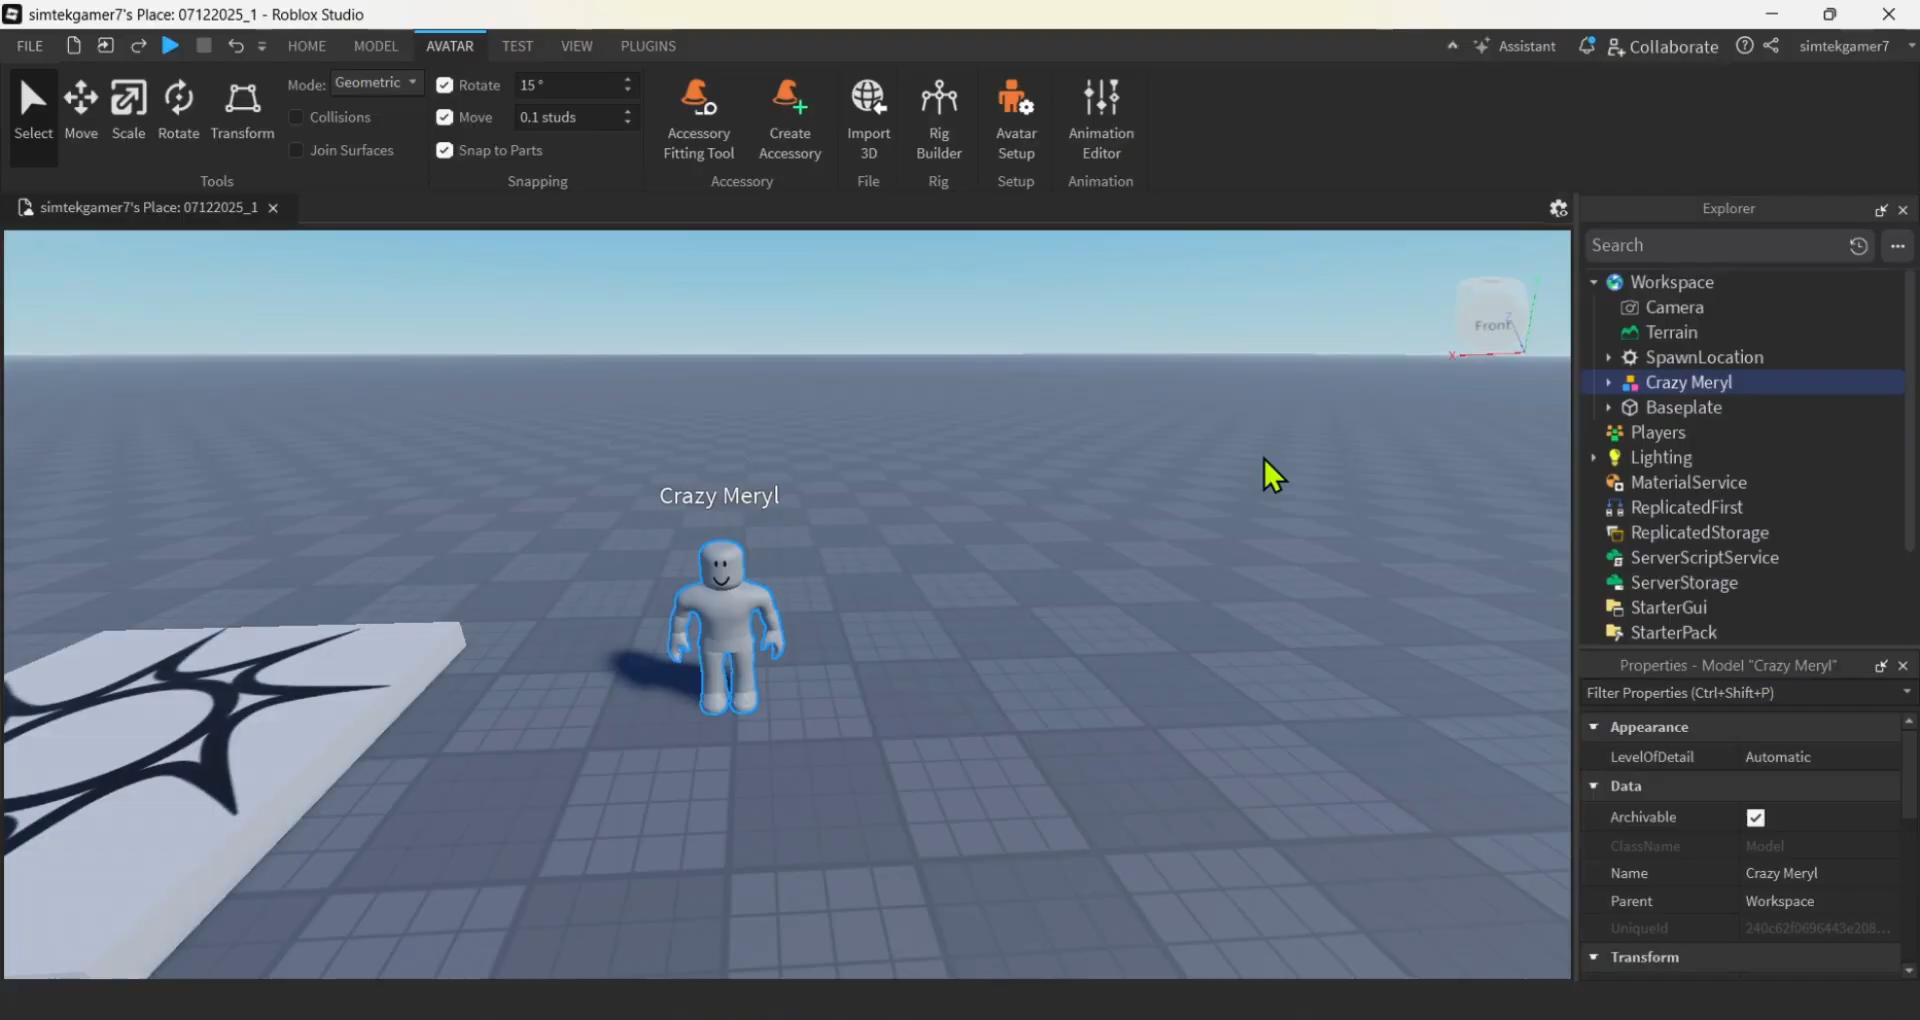 simtekgamer7's Place: 07122025_1 - Roblox Studio
FILE HOME MODEL AVATAR TEST VIEW PLUGINS Assistant Collaborate simtekgamer7
Select Move Scale Rotate Transform
Mode: Geometric
Collisions
Join Surfaces
Tools
Rotate 15 °
Move 0.1 studs
Snap to Parts
Snapping
Accessory
Fitting Tool
Create
Accessory
Accessory
Import
3D
File
Rig
Builder
Rig
Avatar
Setup
Setup
Animation
Editor
Animation
simtekgamer7's Place: 07122025_1
Front
X
Z
Crazy Meryl
Explorer
Search
Workspace
Camera
Terrain
SpawnLocation
Crazy Meryl
Baseplate
Players
Lighting
MaterialService
ReplicatedFirst
ReplicatedStorage
ServerScriptService
ServerStorage
StarterGui
StarterPack
Properties - Model "Crazy Meryl"
Filter Properties (Ctrl+Shift+P)
Appearance
LevelOfDetail Automatic
Data
Archivable
ClassName Model
Name Crazy Meryl
Parent Workspace
UniqueId 240c62f0696443e208...
Transform